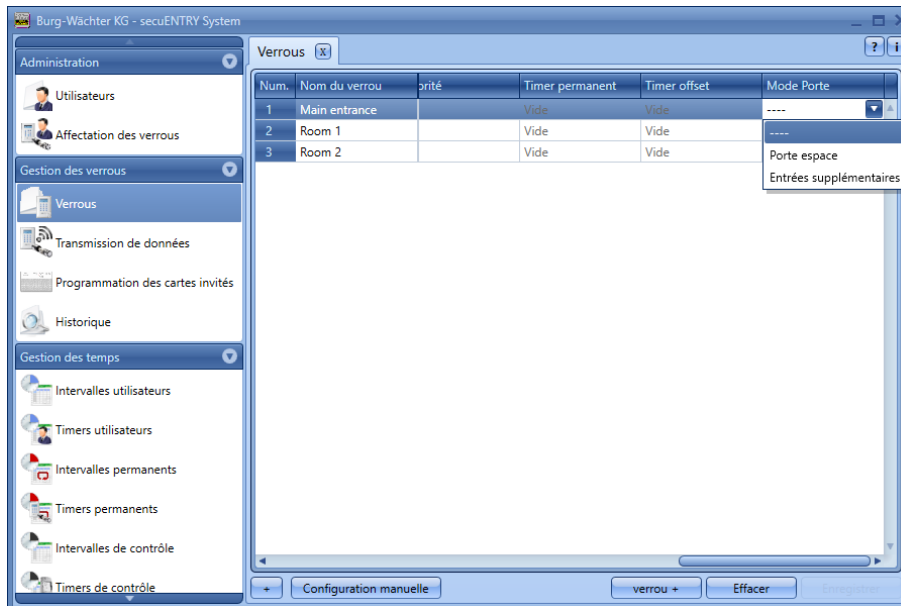 Burg-Wächter KG - secuENTRY System
Administration
Utilisateurs
Affectation des verrous
Gestion des verrous
Verrous
Transmission de données
Programmation des cartes invités
Historique
Gestion des temps
Intervalles utilisateurs
Timers utilisateurs
Intervalles permanents
Timers permanents
Intervalles de contrôle
Timers de contrôle
Verrous x ? i
Num. Nom du verrou orité Timer permanent Timer offset Mode Porte
1 Main entrance Vide Vide ----
2 Room 1 Vide Vide
3 Room 2 Vide Vide
----
Porte espace
Entrées supplémentaires
+ Configuration manuelle verrou + Effacer Enregistrer